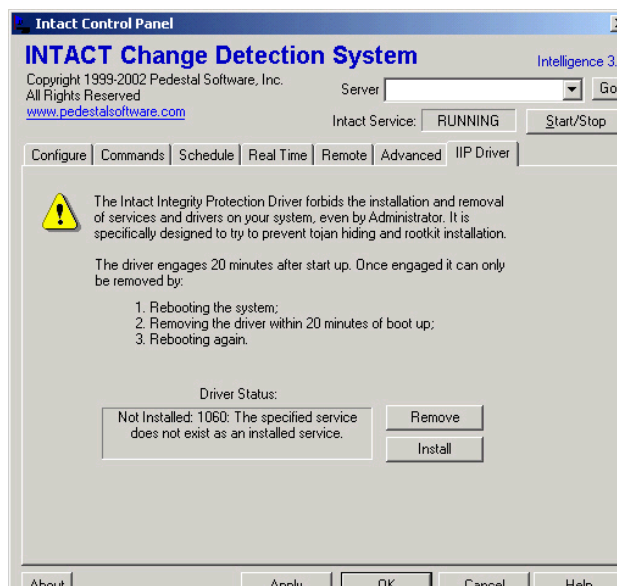 Intact Control Panel
INTACT Change Detection System
Intelligence 3.
Copyright 1999-2002 Pedestal Software, Inc.
All Rights Reserved
www.pedestalsoftware.com
Server
Go
Intact Service: RUNNING Start/Stop
Configure Commands Schedule Real Time Remote Advanced IIP Driver
The Intact Integrity Protection Driver forbids the installation and removal
of services and drivers on your system, even by Administrator. It is
specifically designed to try to prevent tojan hiding and rootkit installation.
The driver engages 20 minutes after start up. Once engaged it can only
be removed by:
1. Rebooting the system;
2. Removing the driver within 20 minutes of boot up;
3. Rebooting again.
Driver Status:
Not Installed: 1060: The specified service
does not exist as an installed service.
Remove
Install
About Apply OK Cancel Help